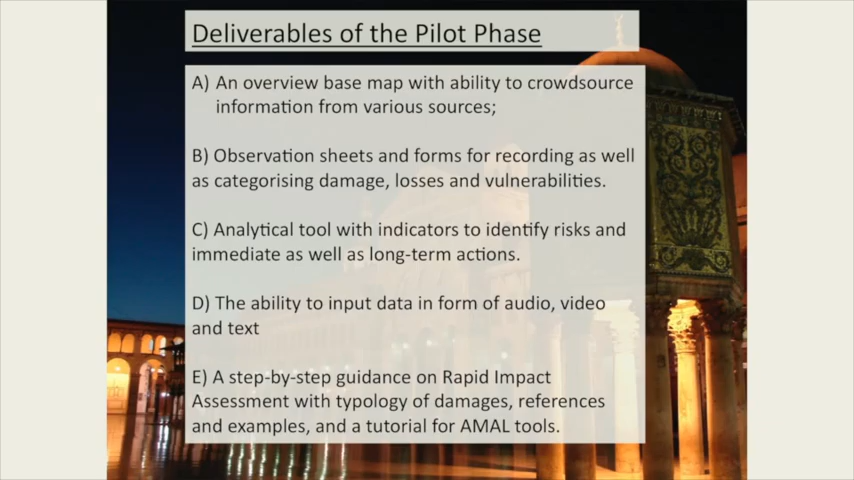 Deliverables of the Pilot Phase
A) An overview base map with ability to crowdsource
information from various sources;
B) Observation sheets and forms for recording as well
as categorising damage, losses and vulnerabilities.
C) Analytical tool with indicators to identify risks and
immediate as well as long-term actions.
D) The ability to input data in form of audio, video
and text
E) A step-by-step guidance on Rapid Impact
Assessment with typology of damages, references
and examples, and a tutorial for AMAL tools.